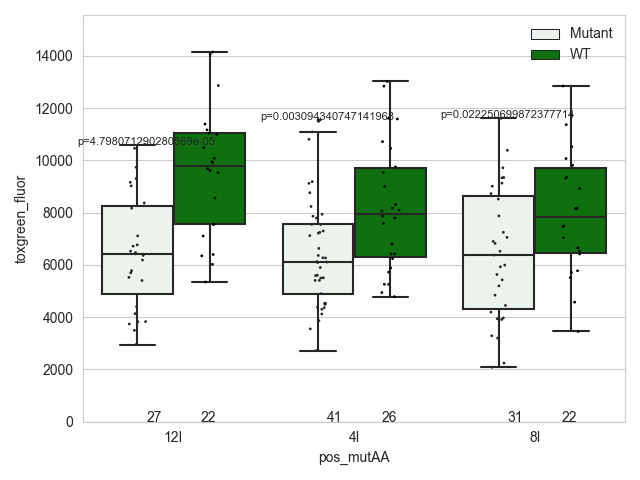 Mutant
WT
14000
12000
10000
8000
6000
4000
2000
0
toxgreen_fluor
p=4.798071290280569e-05
p=0.003094340747141963
p=0.022250699872377714
27
22
41
26
31
22
12I
4I
8I
pos_mutAA